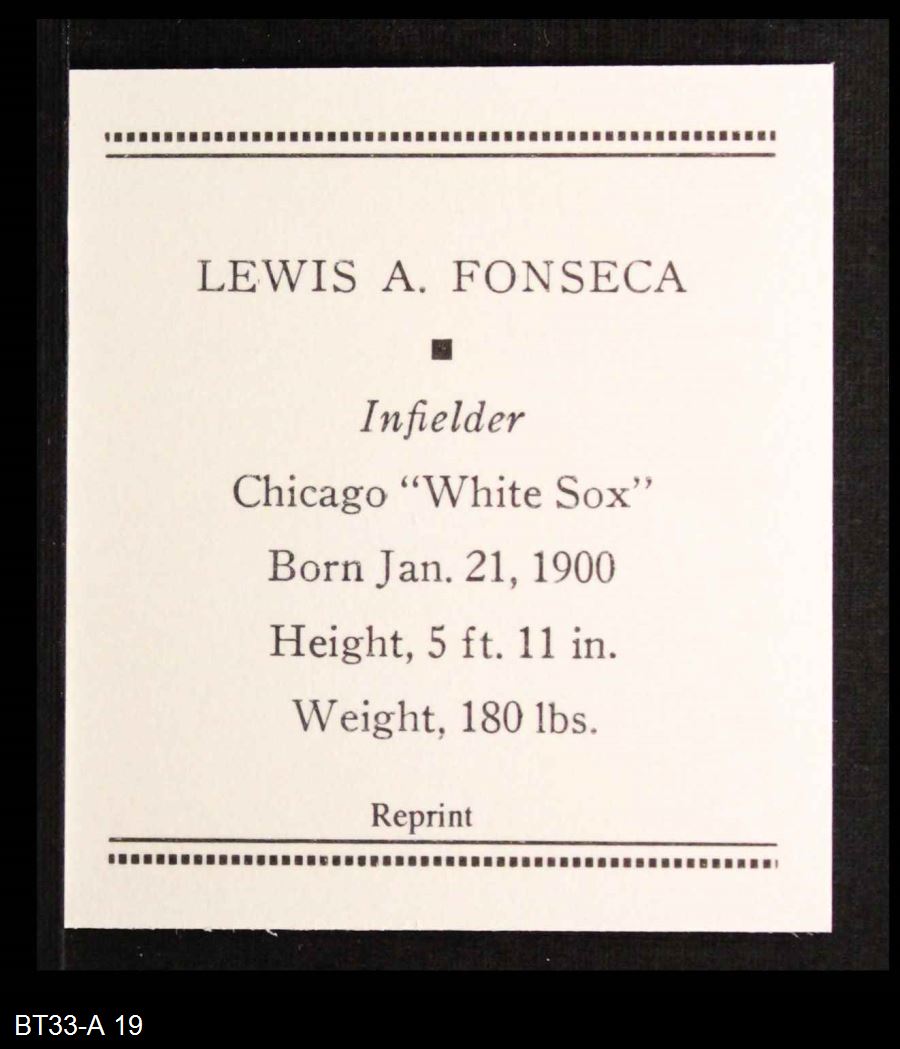 LEWIS A. FONSECA
Infielder
Chicago “White Sox”
Born Jan. 21, 1900
Height, 5 ft. 11 in.
Weight, 180 lbs.
Reprint
BT33-A 19